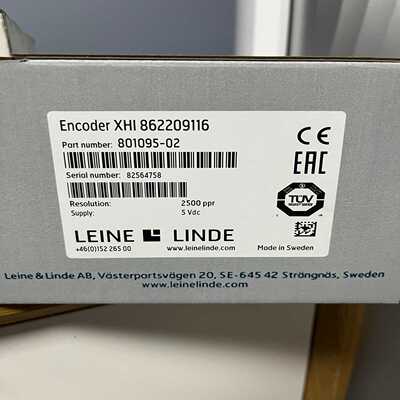 Encoder XHI 862209116
Part number: 801095-02
Serial number: 82564758
Resolution: 2500 ppr
Supply: 5 Vdc
LEINE LINDE
+46(0)152 265 00 www.leinelinde.com Made in Sweden
CE
EAC
TÜV
Leine & Linde AB, Västerportsvägen 20, SE-645 42 Strängnäs, Sweden
www.leinelinde.com